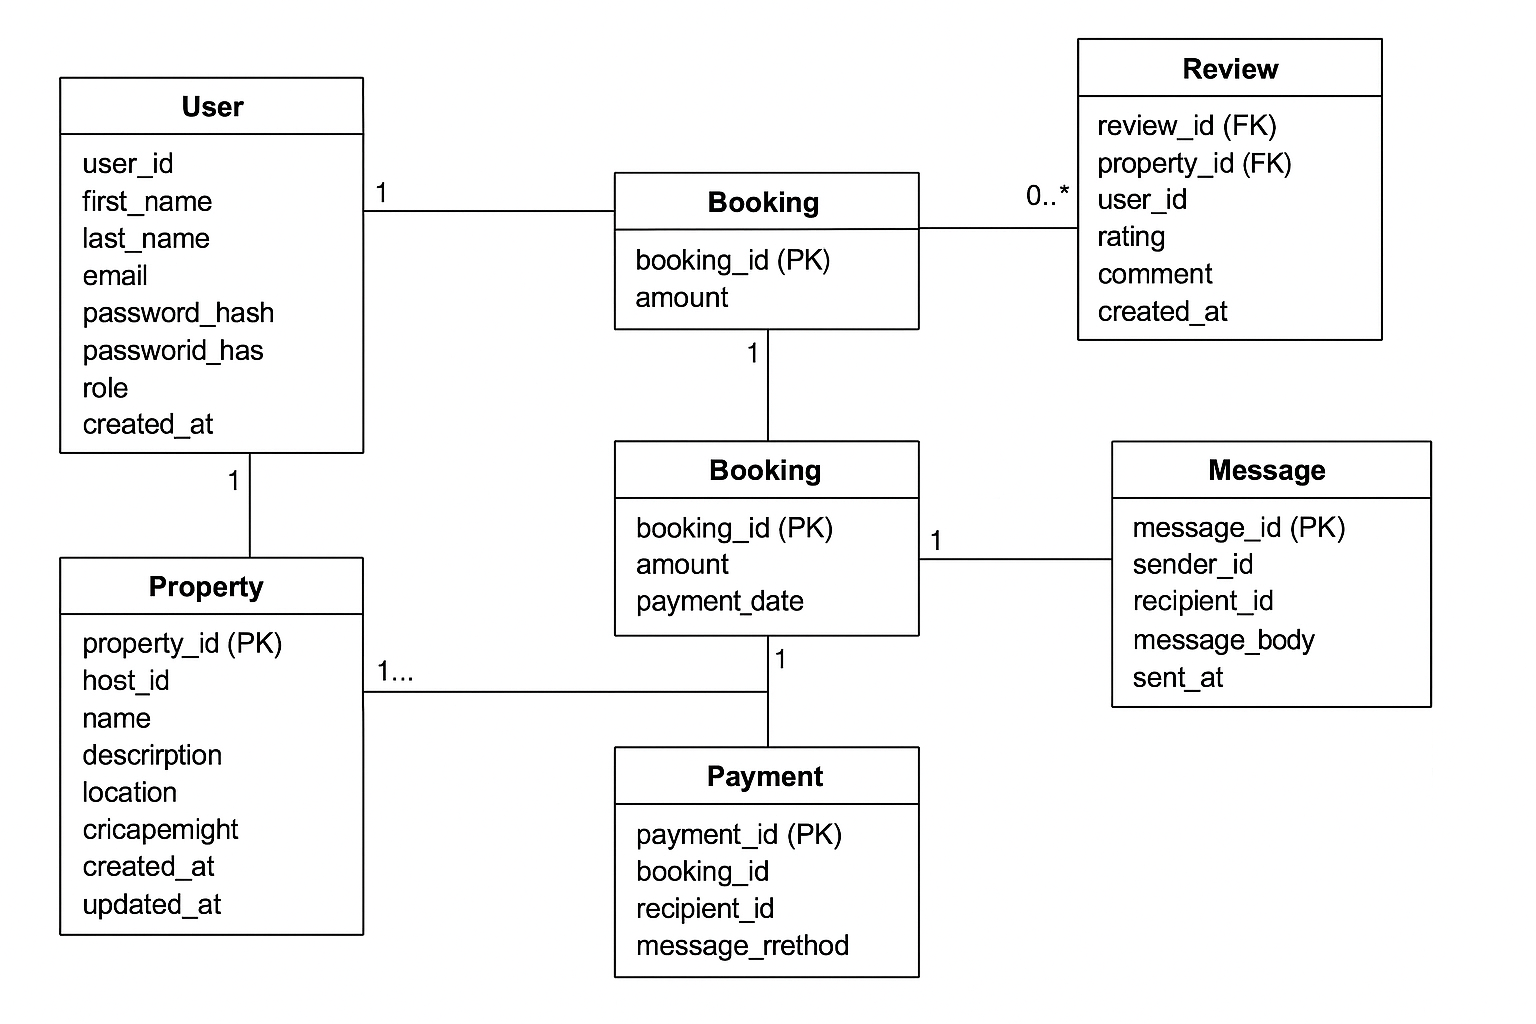 User
user_id
first_name
last_name
email
password_hash
passworid_has
role
created_at
1
1
Booking
booking_id (PK)
amount
0..*
1
Review
review_id (FK)
property_id (FK)
user_id
rating
comment
created_at
Booking
booking_id (PK)
amount
payment_date
1
1
Message
message_id (PK)
sender_id
recipient_id
message_body
sent_at
Property
property_id (PK)
host_id
name
descrirption
location
cricapemight
created_at
updated_at
1...
Payment
payment_id (PK)
booking_id
recipient_id
message_rrethod